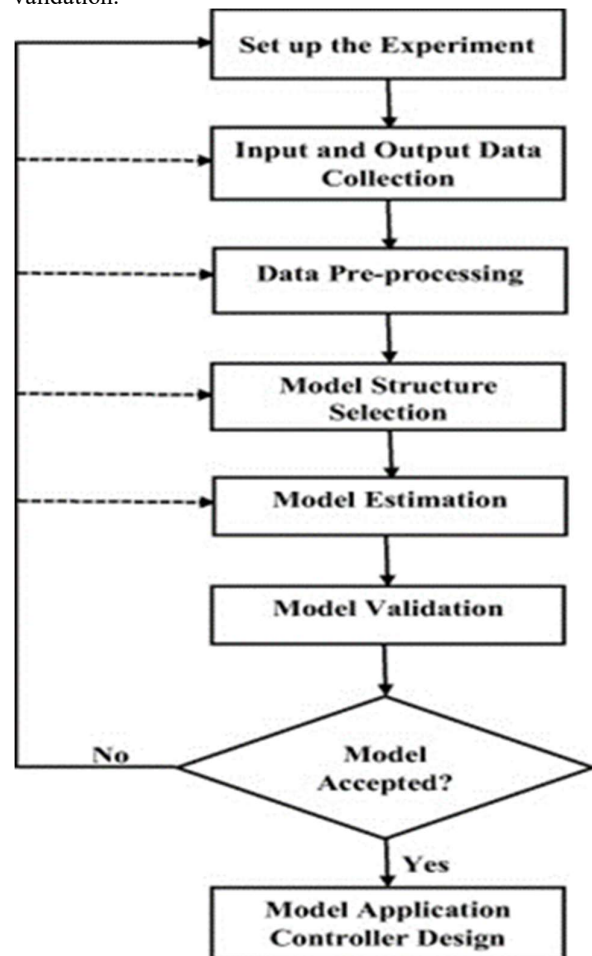 validation.
Set up the Experiment
Input and Output Data
Collection
Data Pre-processing
Model Structure
Selection
Model Estimation
Model Validation
Model
Accepted?
No
Yes
Model Application
Controller Design